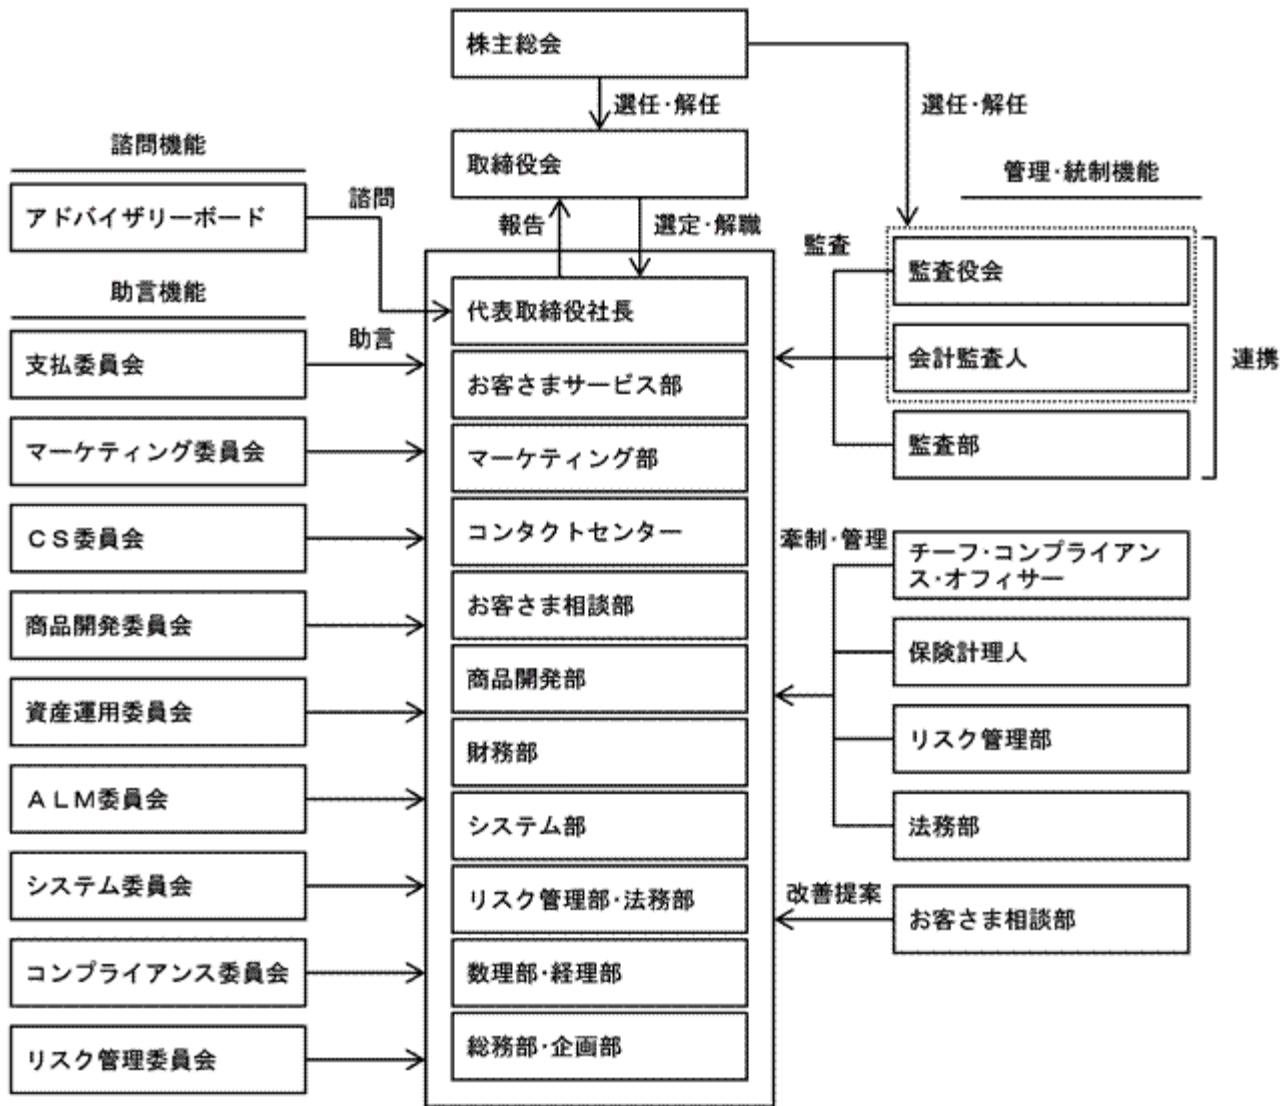 株主総会
選任・解任
選任・解任
取締役会
諮問機能
管理・統制機能
アドバイザリーボード
諮問
報告
選定・解職
監査
監査役会
会計監査人
監査部
連携
助言機能
助言
支払委員会
マーケティング委員会
ＣＳ委員会
商品開発委員会
資産運用委員会
ＡＬＭ委員会
システム委員会
コンプライアンス委員会
リスク管理委員会
代表取締役社長
お客さまサービス部
マーケティング部
コンタクトセンター
お客さま相談部
商品開発部
財務部
システム部
リスク管理部・法務部
数理部・経理部
総務部・企画部
牽制・管理
チーフ・コンプライアン
ス・オフィサー
保険計理人
リスク管理部
法務部
改善提案
お客さま相談部